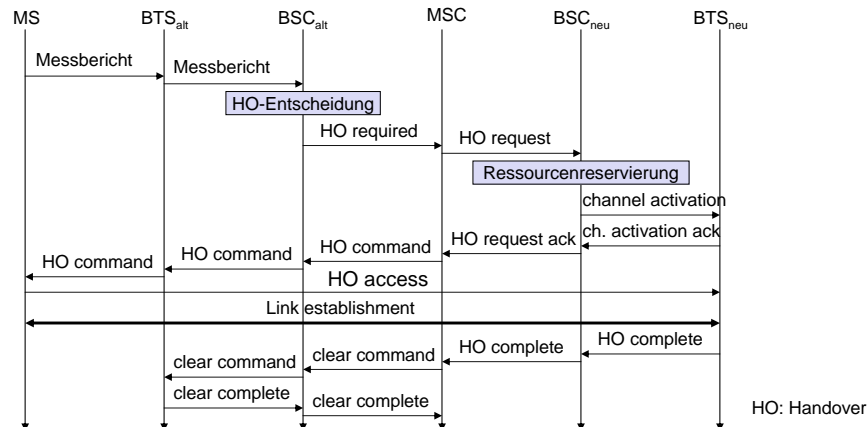 MS BTSalt BSCalt MSC BSCneu BTSneu
Messbericht
Messbericht
HO-Entscheidung
HO required
HO request
Ressourcenreservierung
channel activation
ch. activation ack
HO request ack
HO command
HO command
HO command
HO access
Link establishment
HO complete
HO complete
clear command
clear command
clear complete
clear complete
HO: Handover